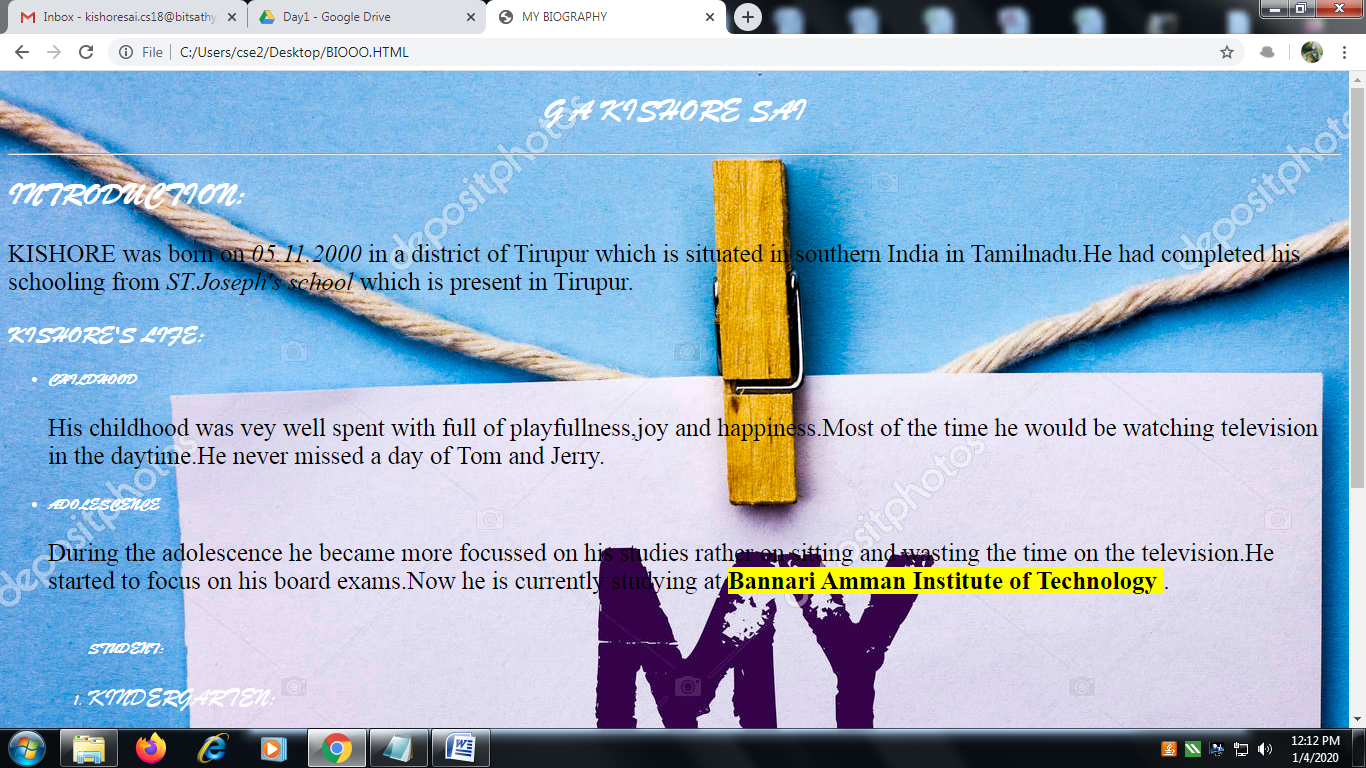 Inbox - kishoresai.cs18@bitsathy.
Day1 - Google Drive
MY BIOGRAPHY
File
C:/Users/cse2/Desktop/BIOOO.HTML
G A KISHORE SAI
INTRODUCTION:
KISHORE was born on 05.11.2000 in a district of Tirupur which is situated in southern India in Tamilnadu.He had completed his
schooling from ST.Joseph's school which is present in Tirupur.
KISHORE'S LIFE:
• CHILDHOOD
His childhood was vey well spent with full of playfullness,joy and happiness.Most of the time he would be watching television
in the daytime.He never missed a day of Tom and Jerry.
• ADOLESCENCE
During the adolescence he became more focussed on his studies rather on sitting and wasting the time on the television.He
started to focus on his board exams.Now he is currently studying at Bannari Amman Institute of Technology .
STUDENT:
1. KINDERGARTEN:
MY
depositphotos
depositphotos
depositphotos
depositphotos
12:12 PM
1/4/2020